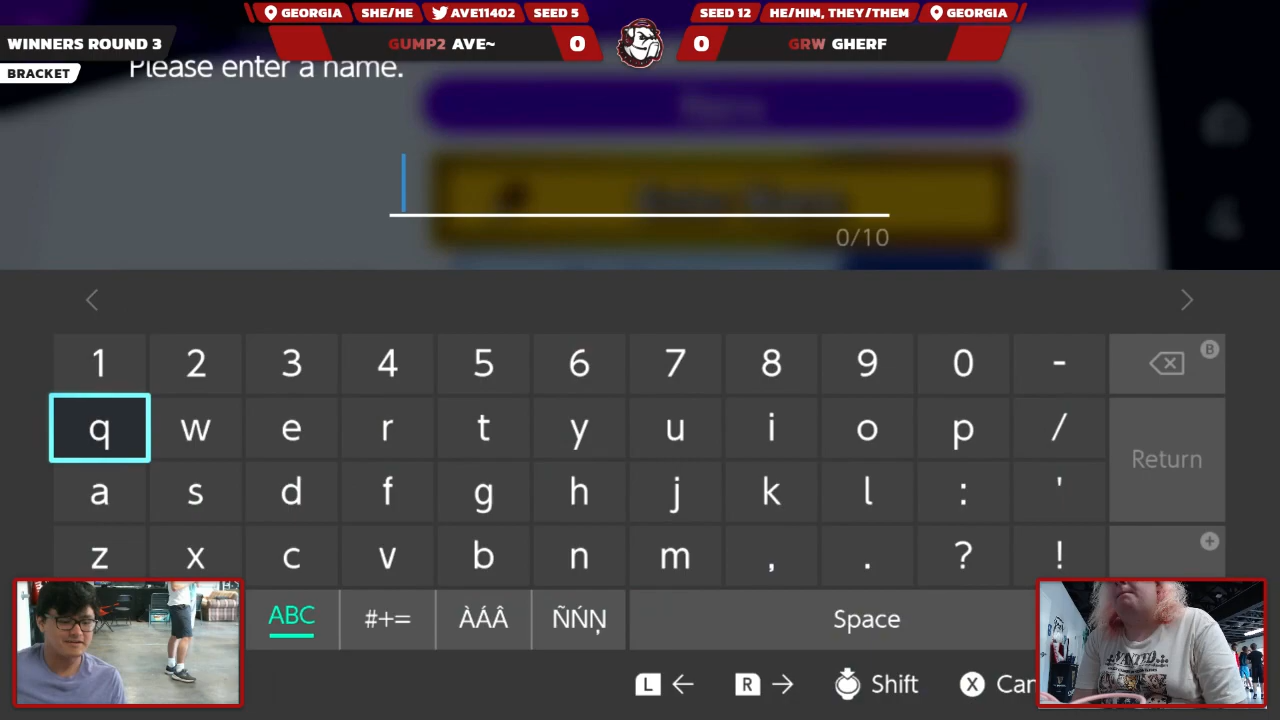 GEORGIA SHE/HE AVE11402 SEED 5
SEED 12 HE/HIM, THEY/THEM GEORGIA
WINNERS ROUND 3
GUMP2 AVE~ 0
0 GRW GHERF
BRACKET
Please enter a name.
0/10
1 2 3 4 5 6 7 8 9 0 - B
q w e r t y u i o p / Return
a s d f g h j k l : '
z x c v b n m , . ? ! +
ABC #+= ÀÁÂ ÑŃŅ Space
L ← R → Shift X Can